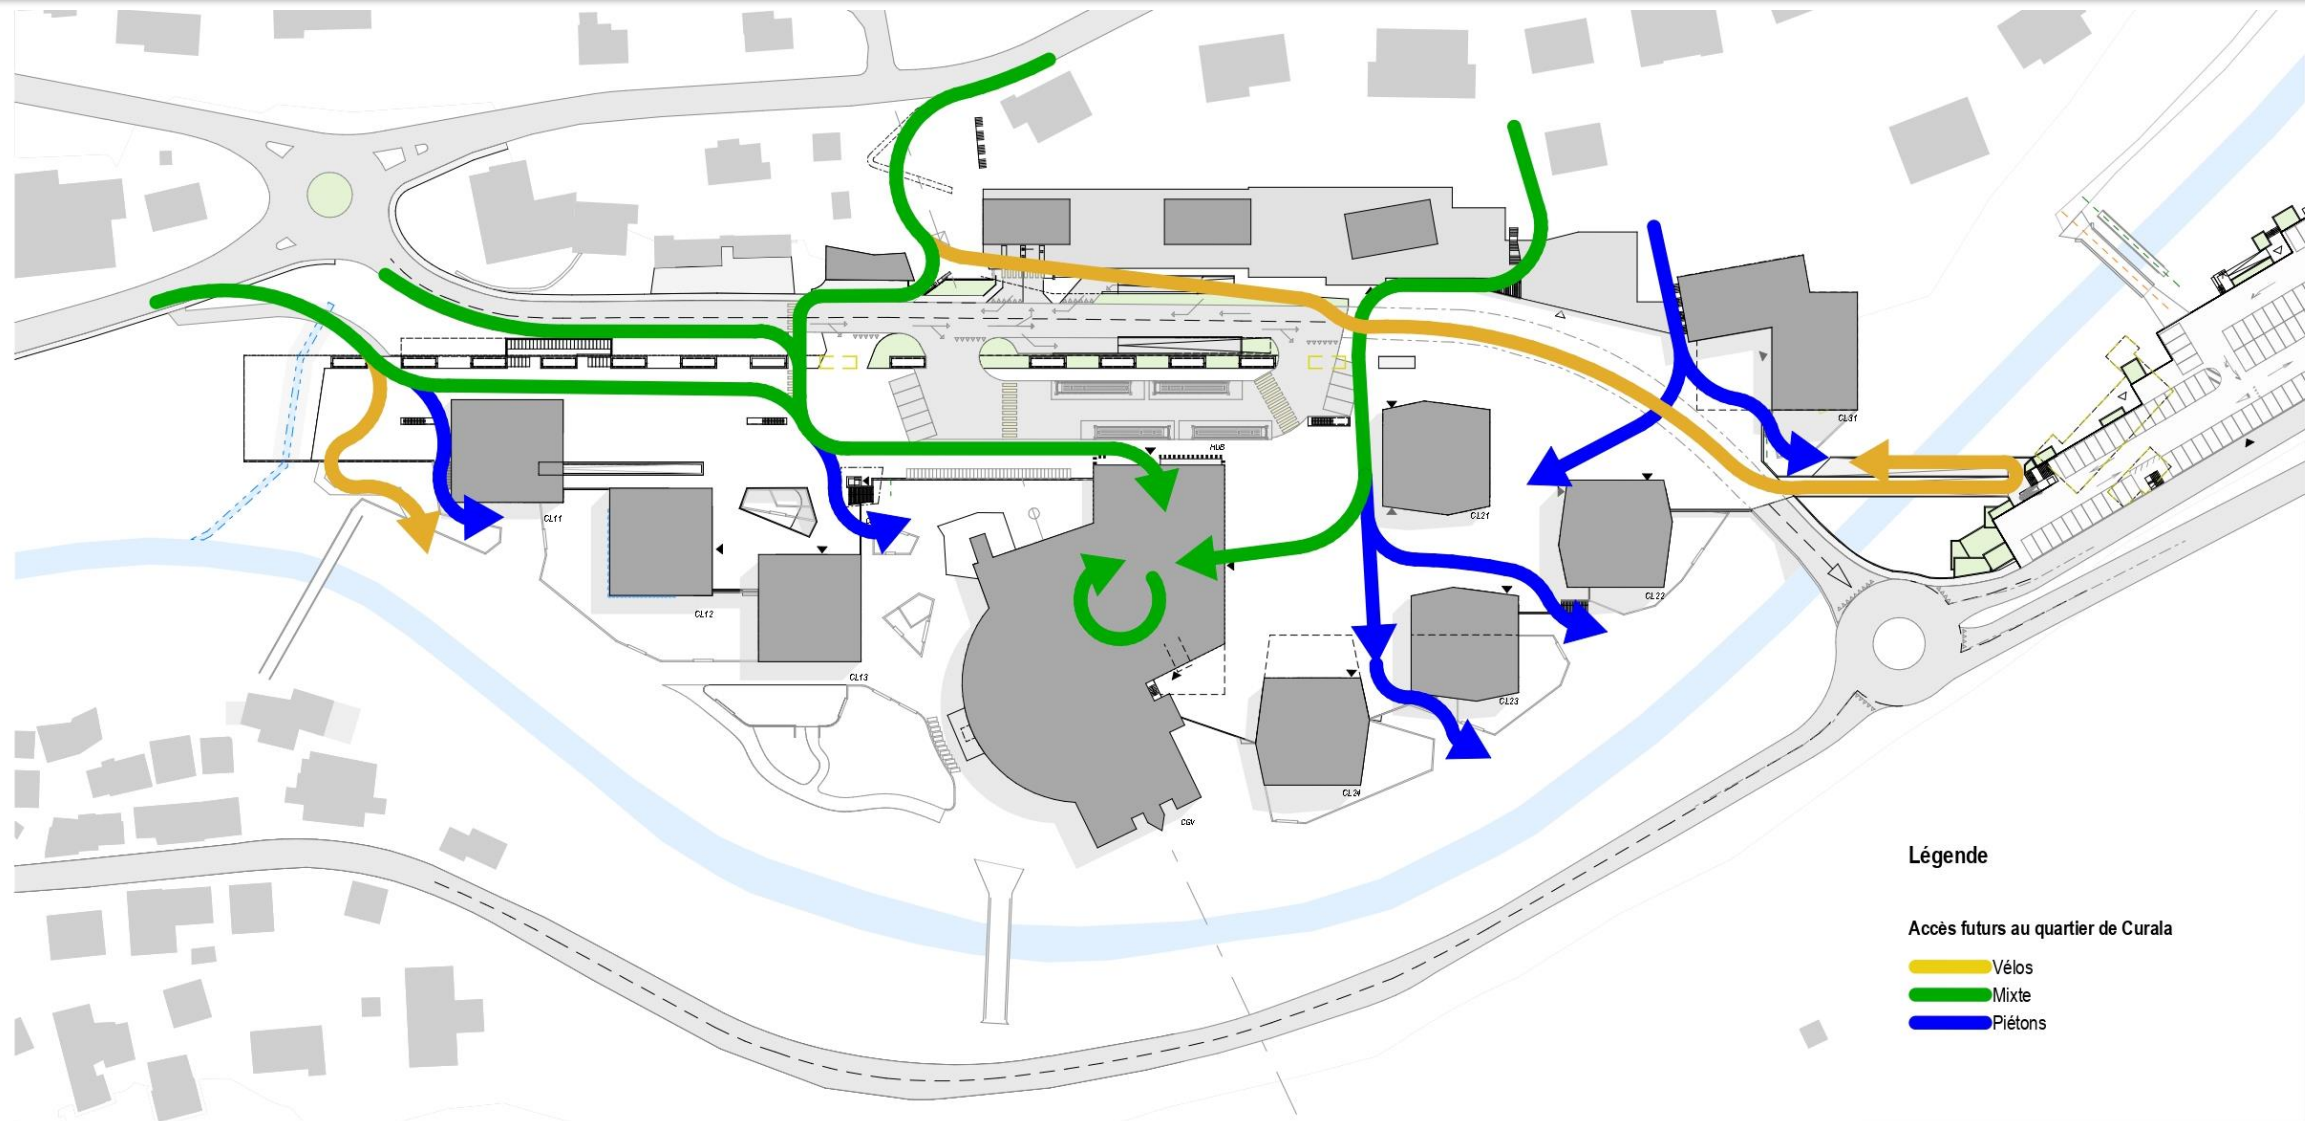 CL31
HUB
CL11
CL21
CL12
CL22
CL13
CL23
CL24
CGV
Légende
Accès futurs au quartier de Curala
Vélos
Mixte
Piétons